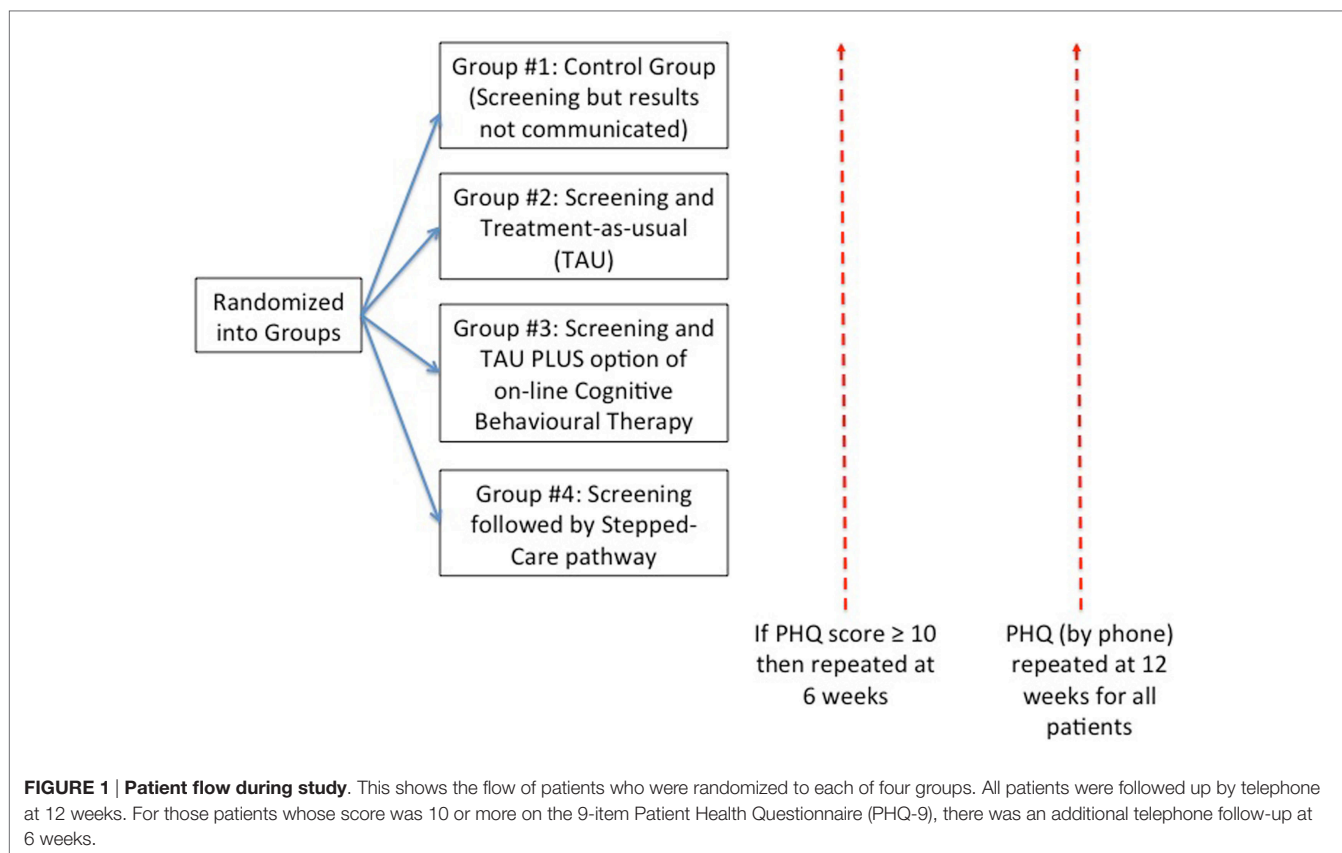 Group #1: Control Group
(Screening but results
not communicated)
Group #2: Screening and
Treatment-as-usual
(TAU)
Randomized
into Groups
Group #3: Screening and
TAU PLUS option of
on-line Cognitive
Behavioural Therapy
Group #4: Screening
followed by Stepped-
Care pathway
If PHQ score ≥ 10
then repeated at
6 weeks
PHQ (by phone)
repeated at 12
weeks for all
patients
FIGURE 1 | Patient flow during study. This shows the flow of patients who were randomized to each of four groups. All patients were followed up by telephone
at 12 weeks. For those patients whose score was 10 or more on the 9-item Patient Health Questionnaire (PHQ-9), there was an additional telephone follow-up at
6 weeks.